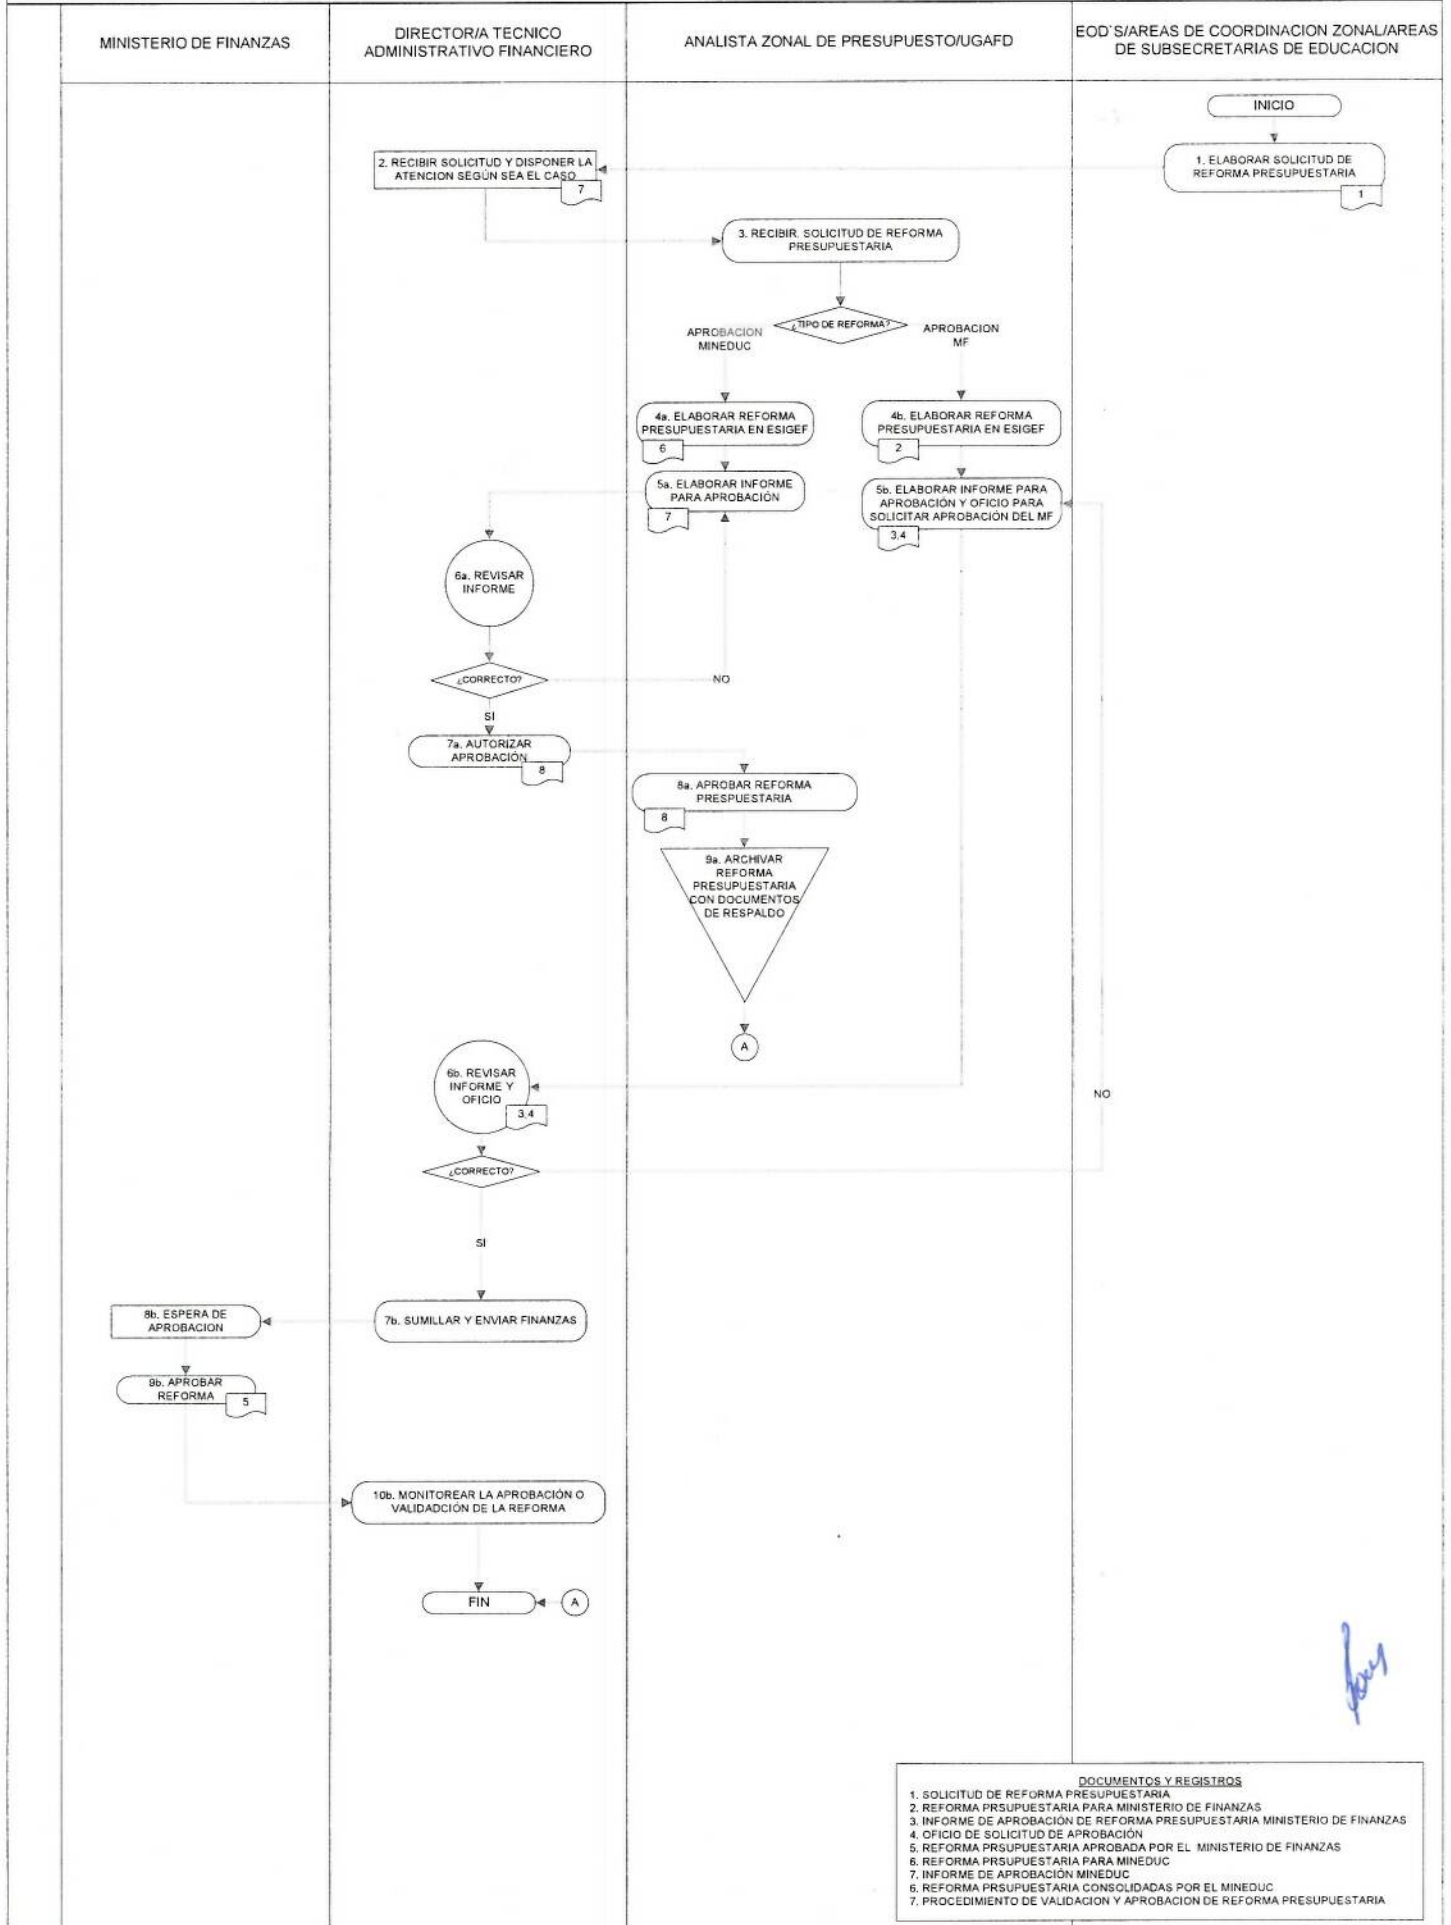 MINISTERIO DE FINANZAS
DIRECTOR/A TECNICO
ADMINISTRATIVO FINANCIERO
ANALISTA ZONAL DE PRESUPUESTO/UGAFD
EOD`S/AREAS DE COORDINACION ZONAL/AREAS
DE SUBSECRETARIAS DE EDUCACION
INICIO
1. ELABORAR SOLICITUD DE
REFORMA PRESUPUESTARIA
1
2. RECIBIR SOLICITUD Y DISPONER LA
ATENCION SEGÚN SEA EL CASO
7
3. RECIBIR. SOLICITUD DE REFORMA
PRESUPUESTARIA
¿TIPO DE REFORMA?
APROBACION
MINEDUC
APROBACION
MF
4a. ELABORAR REFORMA
PRESUPUESTARIA EN ESIGEF
6
4b. ELABORAR REFORMA
PRESUPUESTARIA EN ESIGEF
2
5a. ELABORAR INFORME
PARA APROBACIÓN
7
5b. ELABORAR INFORME PARA
APROBACIÓN Y OFICIO PARA
SOLICITAR APROBACIÓN DEL MF
3,4
6a. REVISAR
INFORME
¿CORRECTO?
NO
SI
7a. AUTORIZAR
APROBACIÓN
8
8a. APROBAR REFORMA
PRESPUESTARIA
8
9a. ARCHIVAR
REFORMA
PRESUPUESTARIA
CON DOCUMENTOS
DE RESPALDO
A
6b. REVISAR
INFORME Y
OFICIO
3,4
NO
¿CORRECTO?
SI
7b. SUMILLAR Y ENVIAR FINANZAS
8b. ESPERA DE
APROBACION
9b. APROBAR
REFORMA
5
10b. MONITOREAR LA APROBACIÓN O
VALIDADCIÓN DE LA REFORMA
FIN
A
DOCUMENTOS Y REGISTROS
1. SOLICITUD DE REFORMA PRESUPUESTARIA
2. REFORMA PRSUPUESTARIA PARA MINISTERIO DE FINANZAS
3. INFORME DE APROBACIÓN DE REFORMA PRESUPUESTARIA MINISTERIO DE FINANZAS
4. OFICIO DE SOLICITUD DE APROBACIÓN
5. REFORMA PRSUPUESTARIA APROBADA POR EL MINISTERIO DE FINANZAS
6. REFORMA PRSUPUESTARIA PARA MINEDUC
7. INFORME DE APROBACIÓN MINEDUC
6. REFORMA PRSUPUESTARIA CONSOLIDADAS POR EL MINEDUC
7. PROCEDIMIENTO DE VALIDACION Y APROBACION DE REFORMA PRESUPUESTARIA